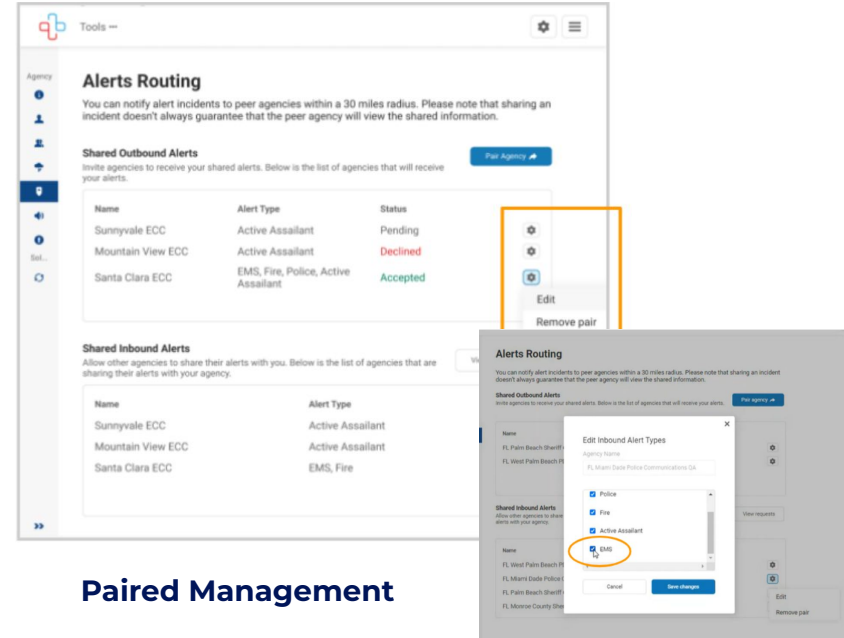 Tools —
Agency
Alerts Routing
You can notify alert incidents to peer agencies within a 30 miles radius. Please note that sharing an
incident doesn't always guarantee that the peer agency will view the shared information.
Shared Outbound Alerts
Invite agencies to receive your shared alerts. Below is the list of agencies that will receive
your alerts.
Pair Agency
Name Alert Type Status
Sunnyvale ECC Active Assailant Pending
Mountain View ECC Active Assailant Declined
Santa Clara ECC EMS, Fire, Police, Active Accepted
Assailant
Sol...
Edit
Remove pair
Shared Inbound Alerts
Allow other agencies to share their alerts with you. Below is the list of agencies that are
sharing their alerts with your agency.
Name Alert Type
Sunnyvale ECC Active Assailant
Mountain View ECC Active Assailant
Santa Clara ECC EMS, Fire
Alerts Routing
You can notify alert incidents to peer agencies within a 30 miles radius. Please note that sharing an incident
doesn't always guarantee that the peer agency will view the shared information.
Shared Outbound Alerts
Invite agencies to receive your shared alerts. Below is the list of agencies that will receive your alerts.
Pair agency
Name
FL Palm Beach Sheriff
FL West Palm Beach P
Shared Inbound Alerts
Allow other agencies to share
alerts with your agency.
View requests
Name
FL West Palm Beach P
FL Miami Dade Police C
FL Palm Beach Sheriff
FL Monroe County She
Edit
Remove pair
Edit Inbound Alert Types
Agency Name
FL Miami Dade Police Communications QA
Police
Fire
Active Assailant
EMS
Cancel Save changes
Paired Management